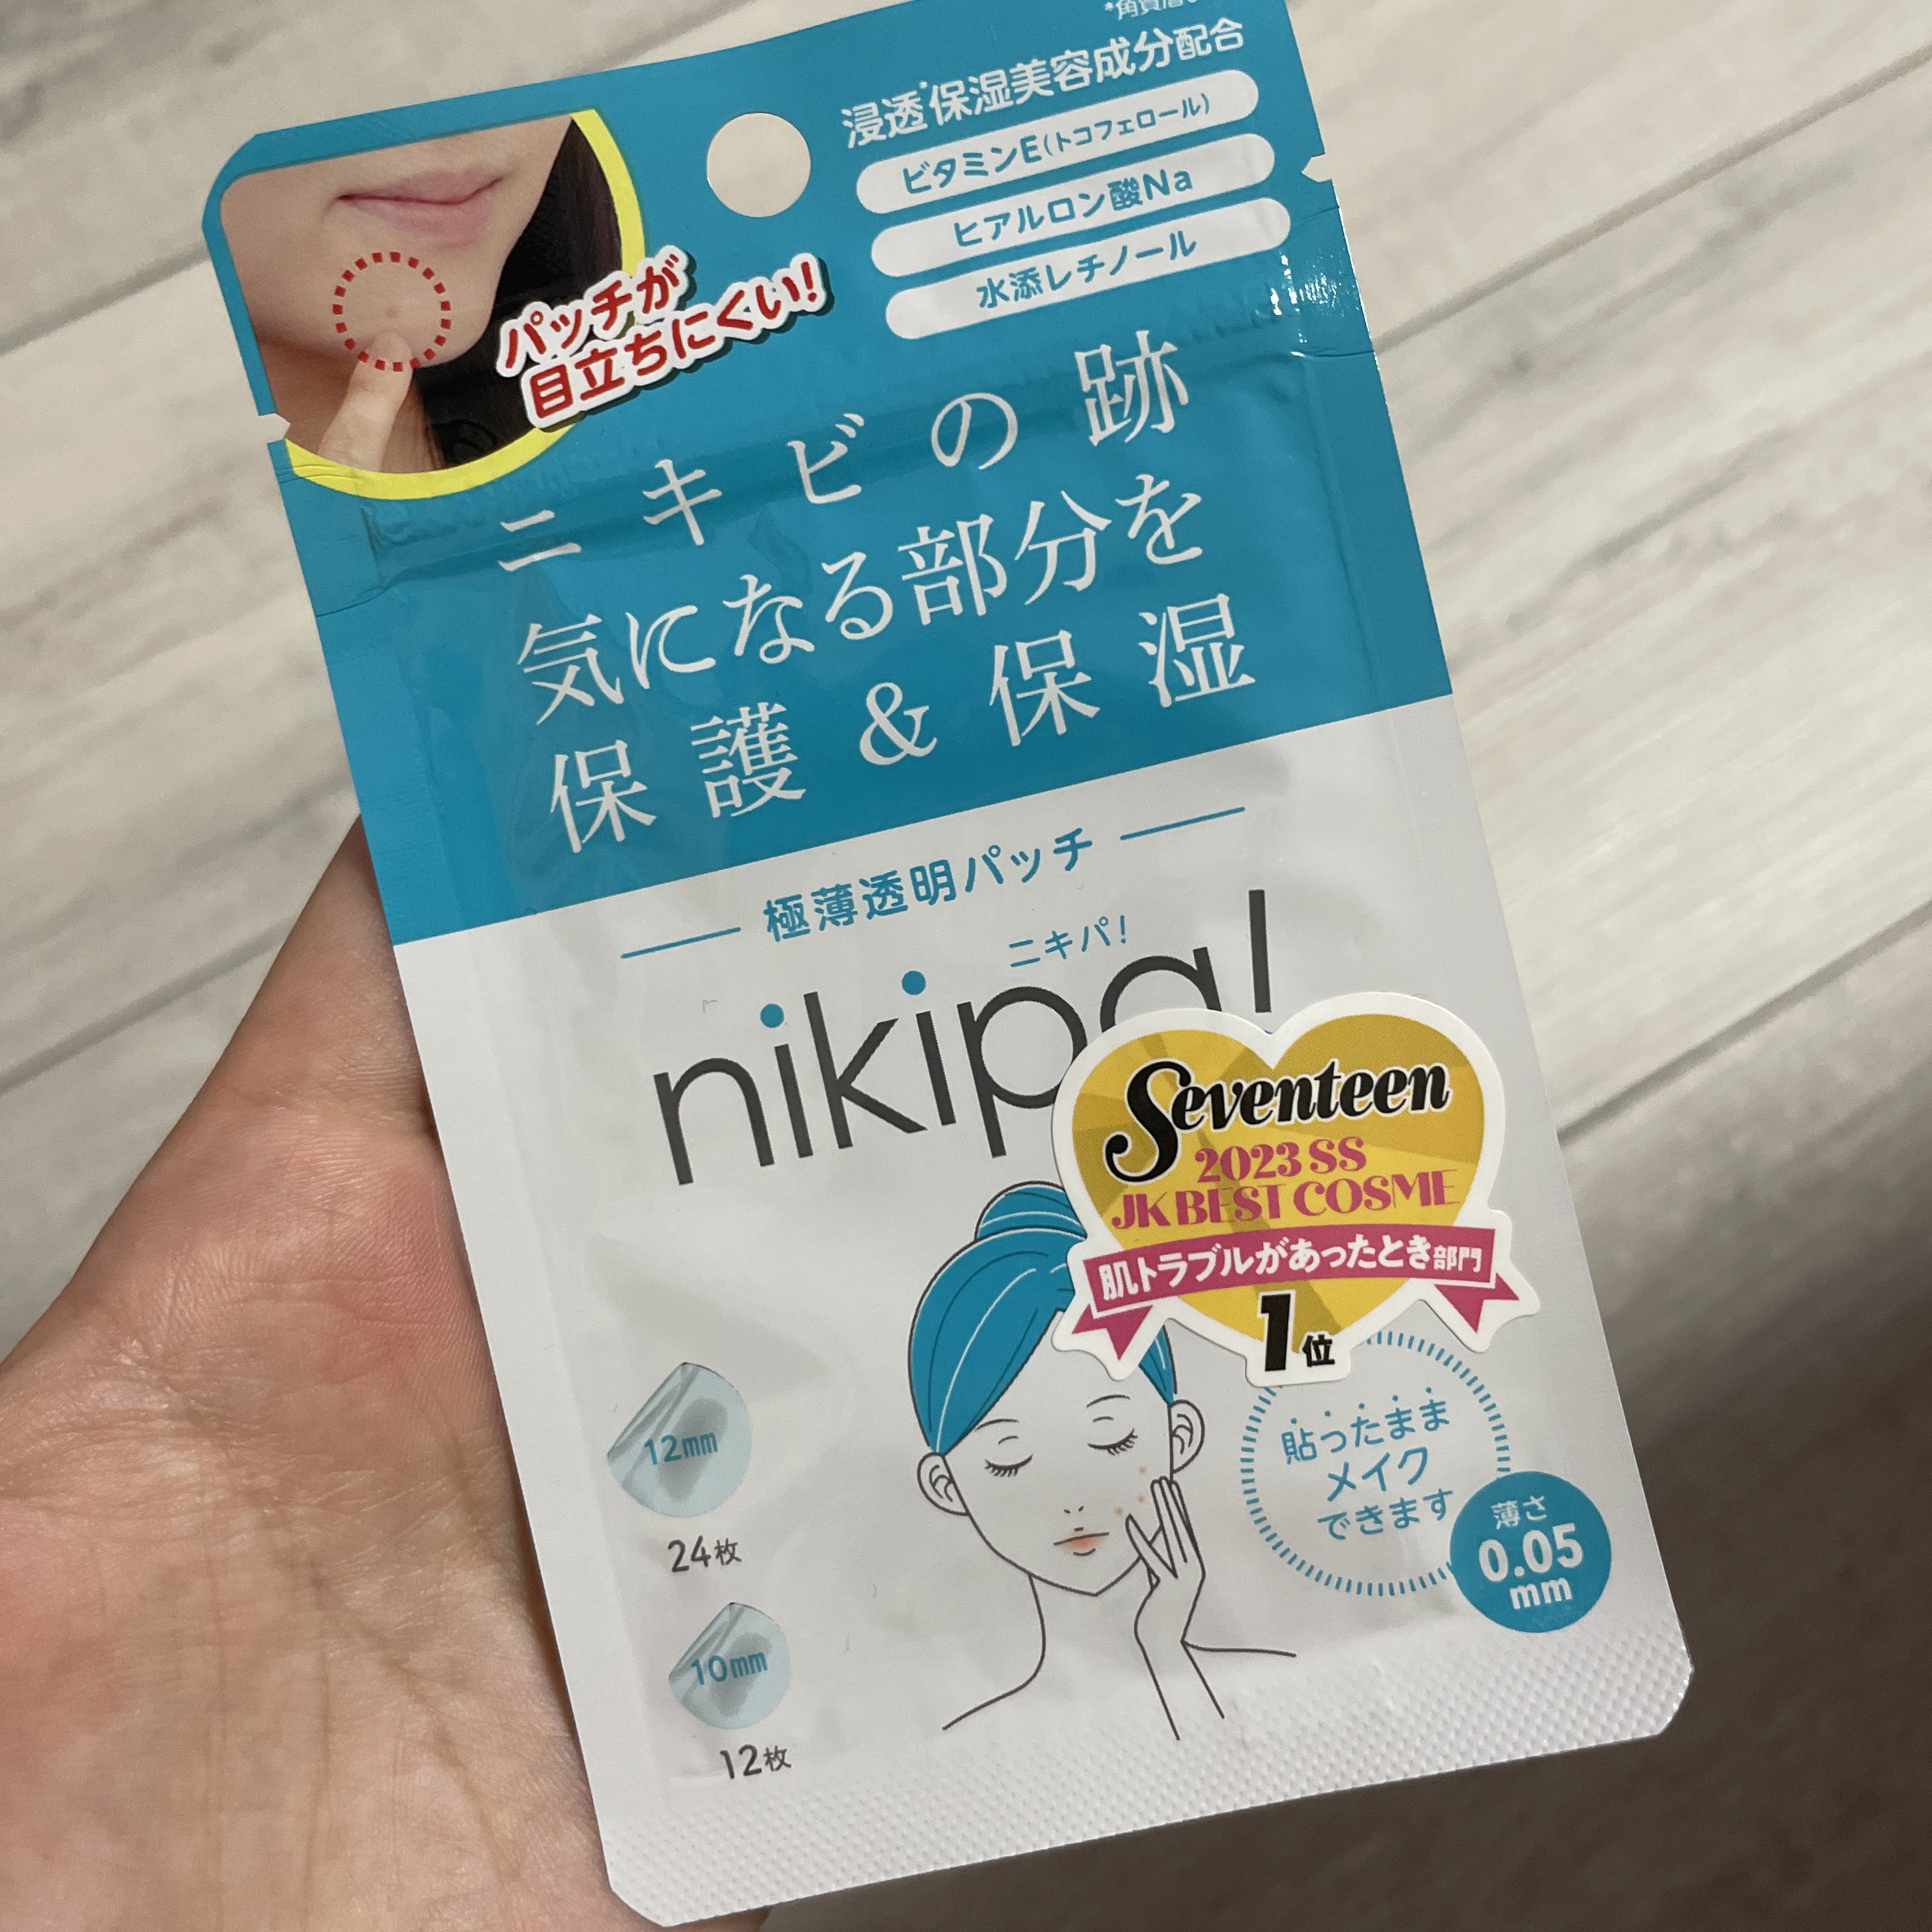 浸透*保湿美容成分配合
ビタミンE(トコフェロール)
ヒアルロン酸Na
水添レチノール
パッチが
目立ちにくい!
ニキビの跡
気になる部分を
保護&保湿
極薄透明パッチ
ニキパ!
nikipa!
Seventeen
2023 SS
JK BEST COSME
肌トラブルがあったとき部門
1位
12mm
24枚
10mm
12枚
貼ったまま
メイク
できます
薄さ
0.05
mm